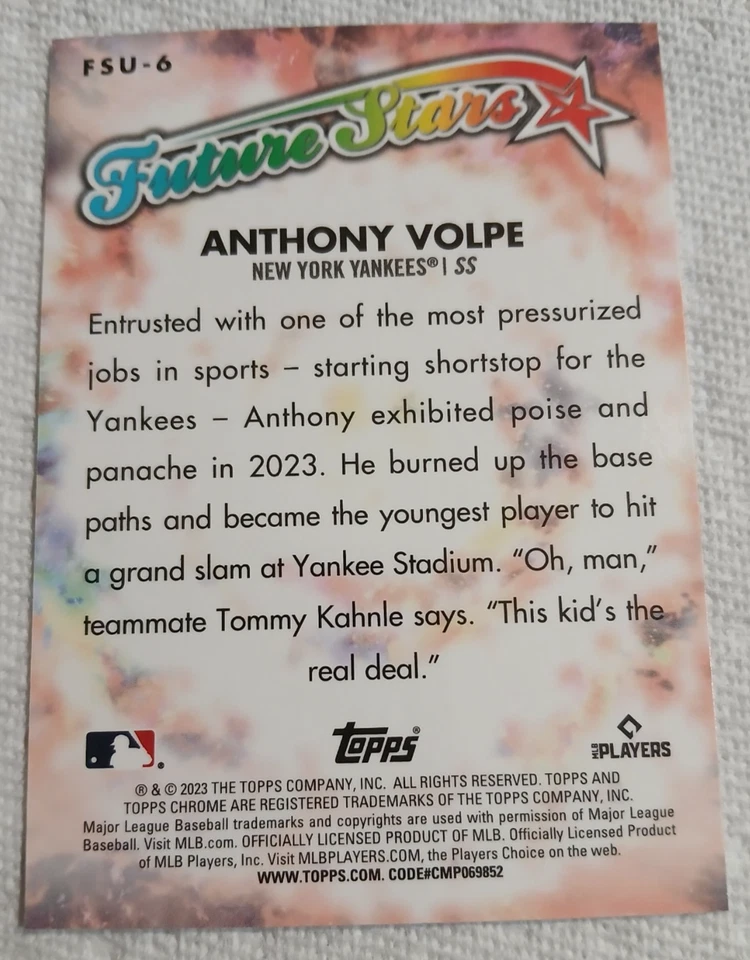 FSU-6
Future Stars
ANTHONY VOLPE
NEW YORK YANKEES® | SS
Entrusted with one of the most pressurized
jobs in sports – starting shortstop for the
Yankees – Anthony exhibited poise and
panache in 2023. He burned up the base
paths and became the youngest player to hit
a grand slam at Yankee Stadium. “Oh, man,”
teammate Tommy Kahnle says. “This kid’s the
real deal.”
topps®
MLB PLAYERS
® & © 2023 THE TOPPS COMPANY, INC. ALL RIGHTS RESERVED. TOPPS AND
TOPPS CHROME ARE REGISTERED TRADEMARKS OF THE TOPPS COMPANY, INC.
Major League Baseball trademarks and copyrights are used with permission of Major League
Baseball. Visit MLB.com. OFFICIALLY LICENSED PRODUCT OF MLB. Officially Licensed Product
of MLB Players, Inc. Visit MLBPLAYERS.COM, the Players Choice on the web.
WWW.TOPPS.COM. CODE#CMP069852